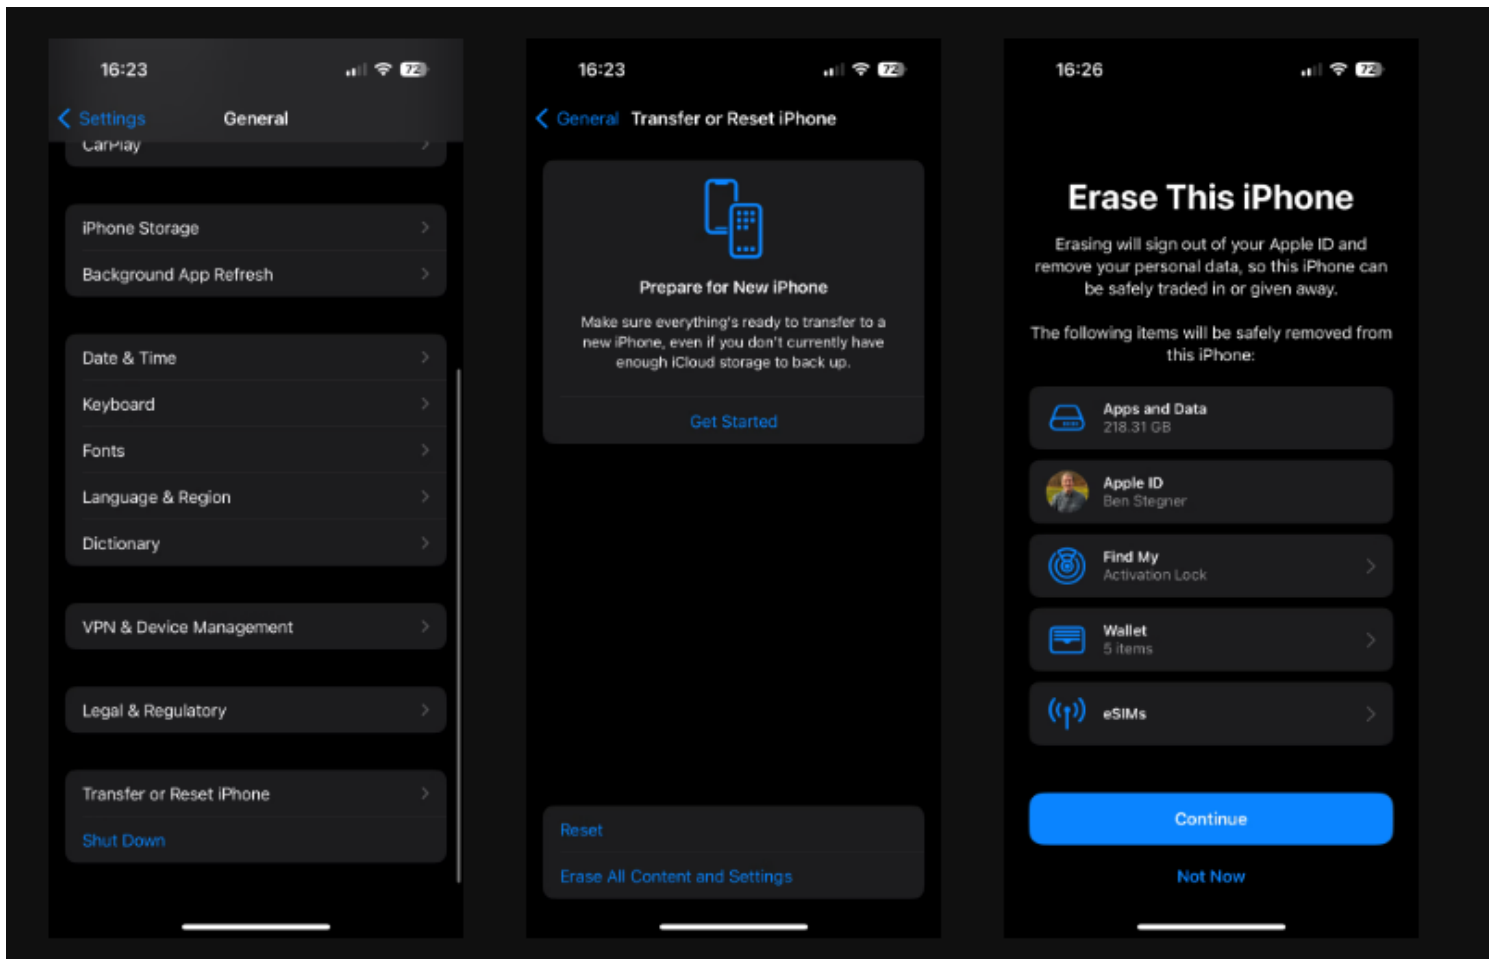 16:23
72
Settings
General
CarPlay
iPhone Storage
Background App Refresh
Date & Time
Keyboard
Fonts
Language & Region
Dictionary
VPN & Device Management
Legal & Regulatory
Transfer or Reset iPhone
Shut Down
16:23
72
General
Transfer or Reset iPhone
Prepare for New iPhone
Make sure everything's ready to transfer to a
new iPhone, even if you don't currently have
enough iCloud storage to back up.
Get Started
Reset
Erase All Content and Settings
16:26
72
Erase This iPhone
Erasing will sign out of your Apple ID and
remove your personal data, so this iPhone can
be safely traded in or given away.
The following items will be safely removed from
this iPhone:
Apps and Data
218.31 GB
Apple ID
Ben Stegner
Find My
Activation Lock
Wallet
5 items
eSIMs
Continue
Not Now